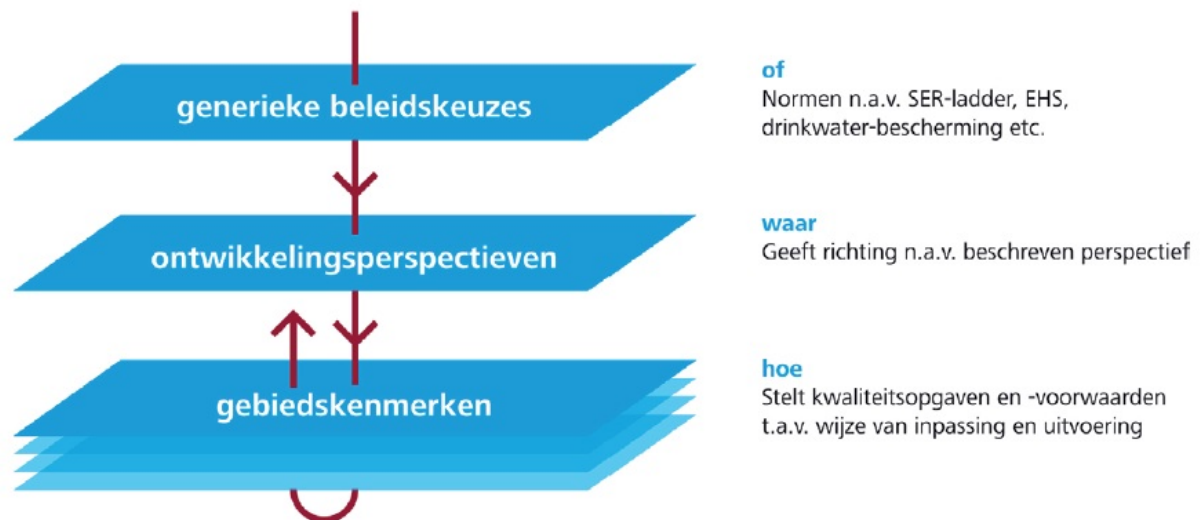 generieke beleidskeuzes
of
Normen n.a.v. SER-ladder, EHS,
drinkwater-bescherming etc.
ontwikkelingsperspectieven
waar
Geeft richting n.a.v. beschreven perspectief
gebiedskenmerken
hoe
Stelt kwaliteitsopgaven en -voorwaarden
t.a.v. wijze van inpassing en uitvoering